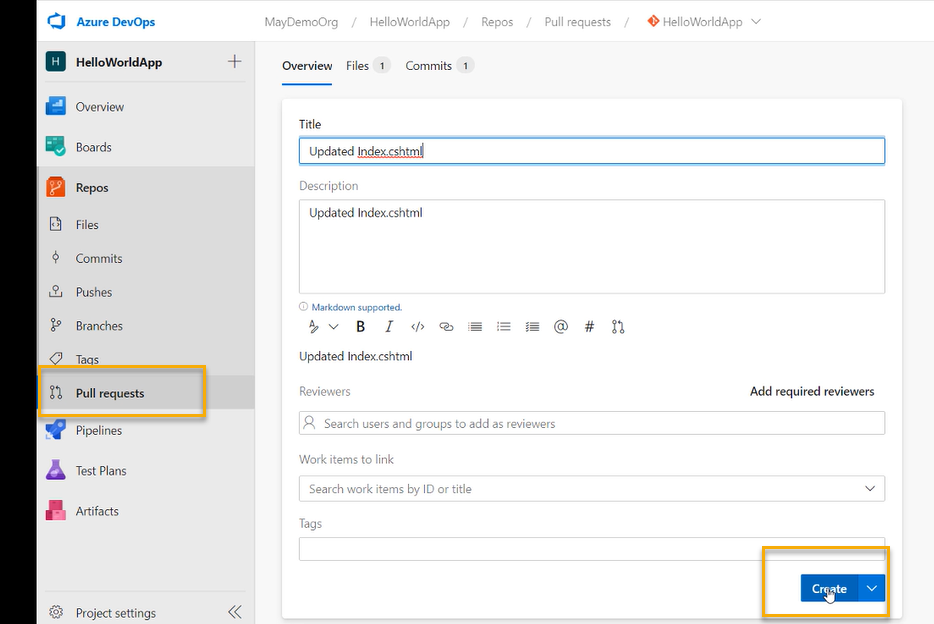 Azure DevOps
MayDemoOrg / HelloWorldApp / Repos / Pull requests / HelloWorldApp
H HelloWorldApp
Overview
Boards
Repos
Files
Commits
Pushes
Branches
Tags
Pull requests
Pipelines
Test Plans
Artifacts
Project settings
Overview Files 1 Commits 1
Title
Updated Index.cshtml
Description
Updated Index.cshtml
Markdown supported.
B I </> @ #
Updated Index.cshtml
Reviewers Add required reviewers
Search users and groups to add as reviewers
Work items to link
Search work items by ID or title
Tags
Create